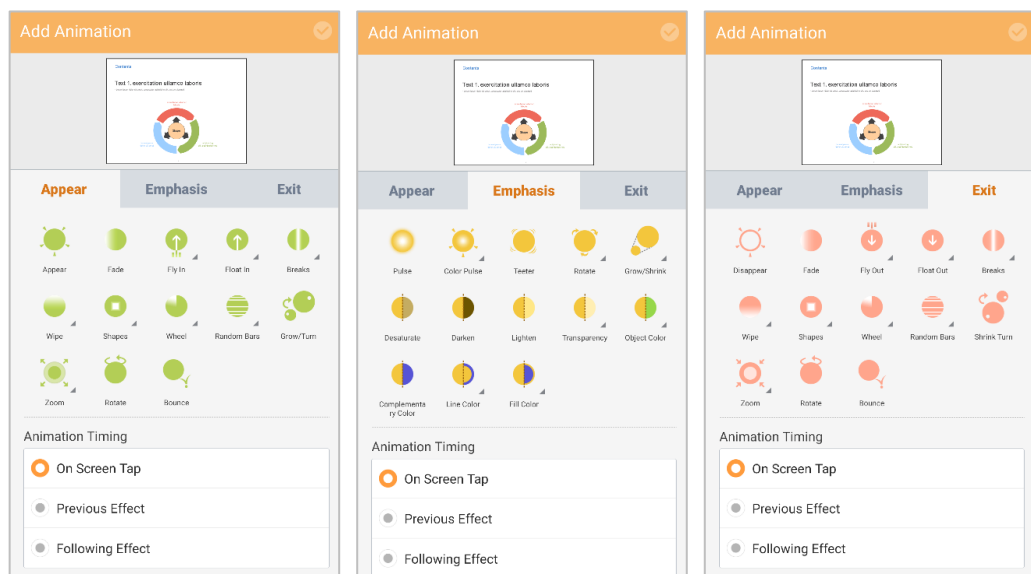 Add Animation
Contents
Text 1. exercitation ullamco laboris
Appear Emphasis Exit
Appear Fade Fly In Float In Breaks
Wipe Shapes Wheel Random Bars Grow/Turn
Zoom Rotate Bounce
Animation Timing
On Screen Tap
Previous Effect
Following Effect
Add Animation
Contents
Text 1. exercitation ullamco laboris
Appear Emphasis Exit
Pulse Color Pulse Teeter Rotate Grow/Shrink
Desaturate Darken Lighten Transparency Object Color
Complementa
ry Color Line Color Fill Color
Animation Timing
On Screen Tap
Previous Effect
Following Effect
Add Animation
Contents
Text 1. exercitation ullamco laboris
Appear Emphasis Exit
Disappear Fade Fly Out Float Out Breaks
Wipe Shapes Wheel Random Bars Shrink Turn
Zoom Rotate Bounce
Animation Timing
On Screen Tap
Previous Effect
Following Effect